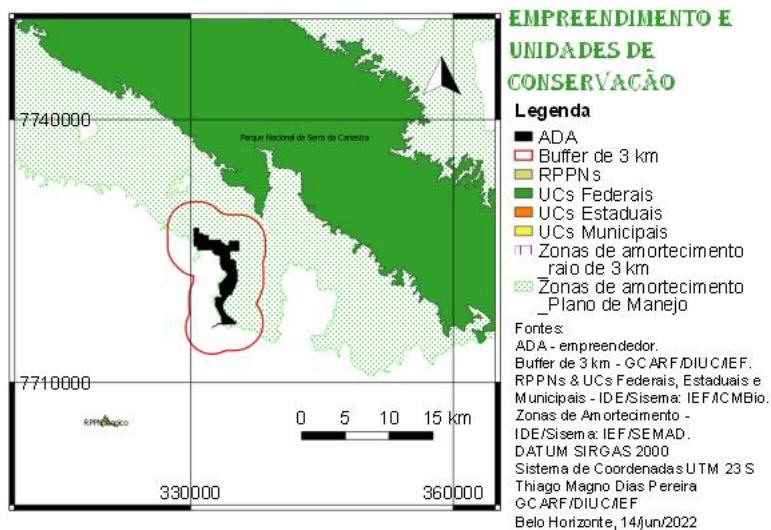 EMPREENDIMENTO E
UNIDADES DE
CONSERVAÇÃO
Legenda
ADA
Buffer de 3 km
RPPNs
UCs Federais
UCs Estaduais
UCs Municipais
Zonas de amortecimento
_raio de 3 km
Zonas de amortecimento
_Plano de Manejo
Fontes:
ADA - empreendedor.
Buffer de 3 km - GCARF/DIUC/IEF.
RPPNs & UCs Federais, Estaduais e
Municipais - IDE/Sisema: IEF/ICMBio.
Zonas de Amortecimento -
IDE/Sisema: IEF/SEMAD.
DATUM SIRGAS 2000
Sistema de Coordenadas UTM 23 S
Thiago Magno Dias Pereira
GCARF/DIUC/IEF
Belo Horizonte, 14/jun/2022
7740000
Parque Nacional da Serra da Canastra
7710000
0 5 10 15 km
330000 360000